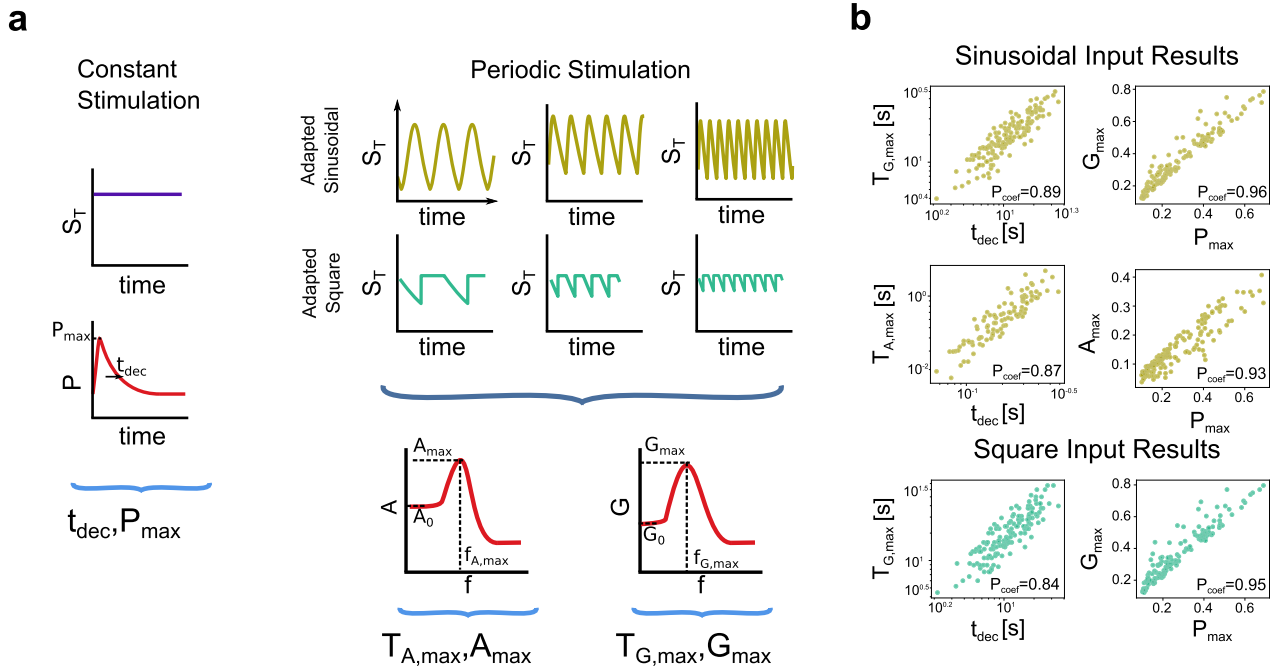 a
Constant
Stimulation
S_T
time
P_max
t_dec
P
time
t_dec,P_max
Periodic Stimulation
Adapted
Sinusoidal
S_T
time
S_T
time
S_T
time
Adapted
Square
S_T
time
S_T
time
S_T
time
A_max
A
A_0
f_A,max
f
T_A,max,A_max
G_max
G
G_0
f_G,max
f
T_G,max,G_max
b
Sinusoidal Input Results
T_G,max [s]
10^0.5
10^1
10^0.4
P_coef=0.89
10^0.2
10^1
10^1.3
t_dec [s]
G_max
0.8
0.6
0.4
0.2
P_coef=0.96
0.2
0.4
0.6
P_max
T_A,max [s]
10^0
10^-2
P_coef=0.87
10^-1
10^-0.5
t_dec [s]
A_max
0.4
0.3
0.2
0.1
P_coef=0.93
0.2
0.4
0.6
P_max
Square Input Results
T_G,max [s]
10^1.5
10^1
10^0.5
P_coef=0.84
10^0.2
10^1
t_dec [s]
G_max
0.8
0.6
0.4
0.2
P_coef=0.95
0.2
0.4
0.6
P_max